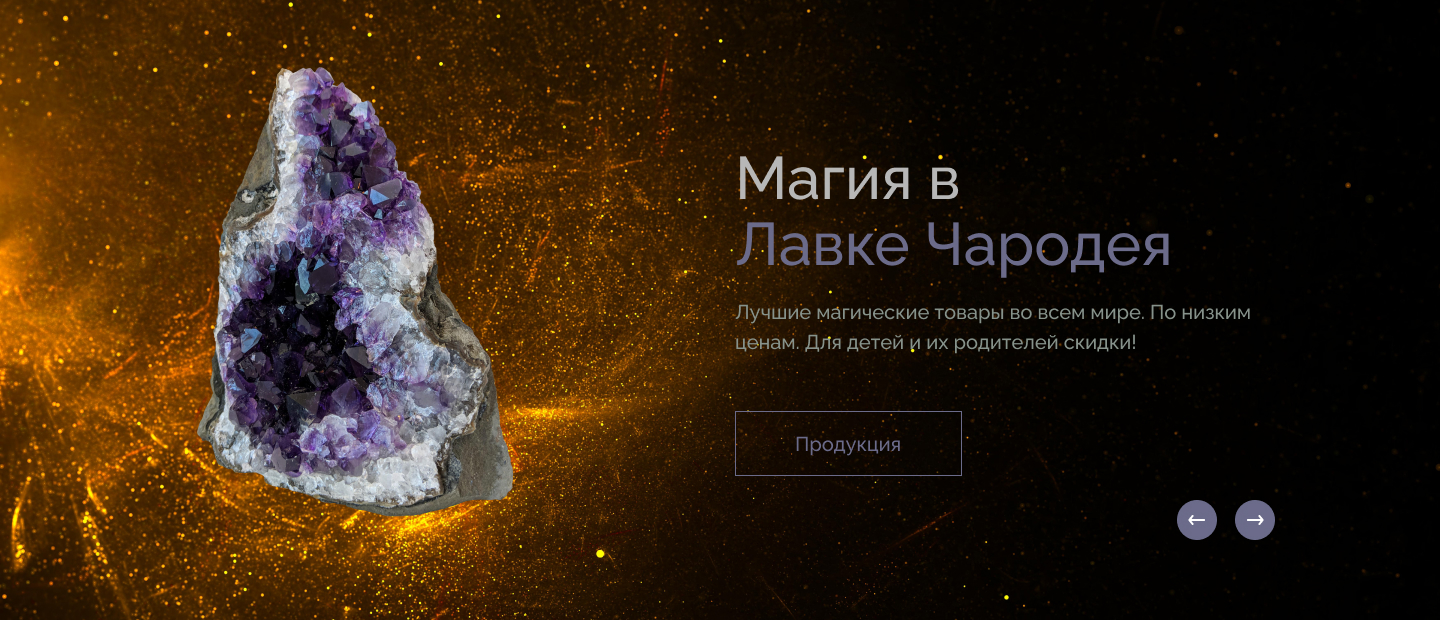 Магия в
Лавке Чародея
Лучшие магические товары во всем мире. По низким
ценам. Для детей и их родителей скидки!
Продукция